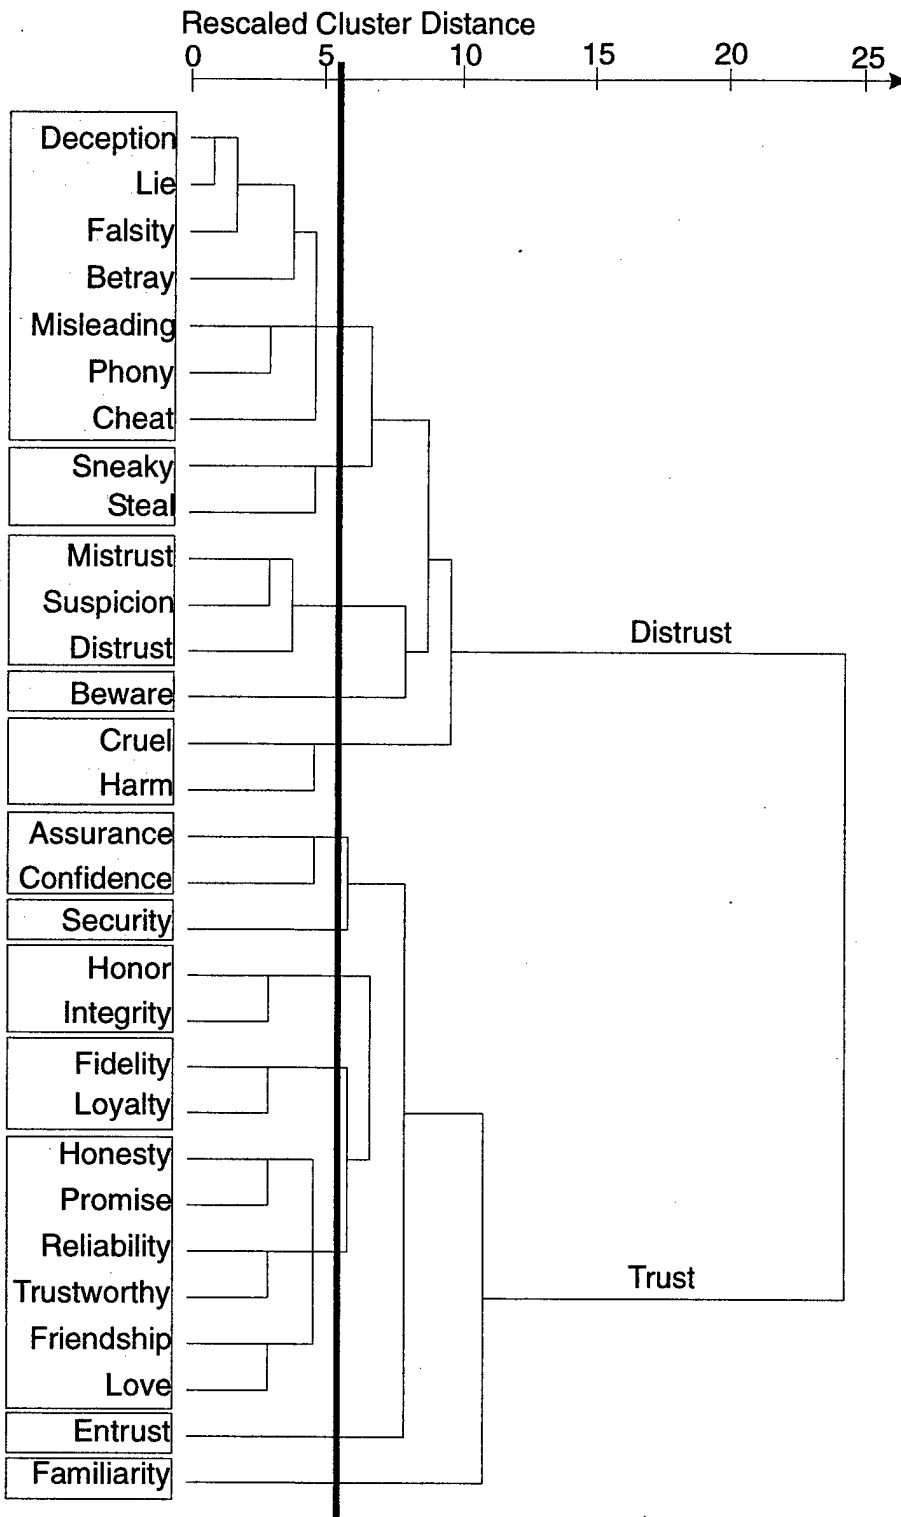 Rescaled Cluster Distance
0 5 10 15 20 25
Deception
Lie
Falsity
Betray
Misleading
Phony
Cheat
Sneaky
Steal
Mistrust
Suspicion
Distrust
Distrust
Beware
Cruel
Harm
Assurance
Confidence
Security
Honor
Integrity
Fidelity
Loyalty
Honesty
Promise
Reliability
Trust
Trustworthy
Friendship
Love
Entrust
Familiarity